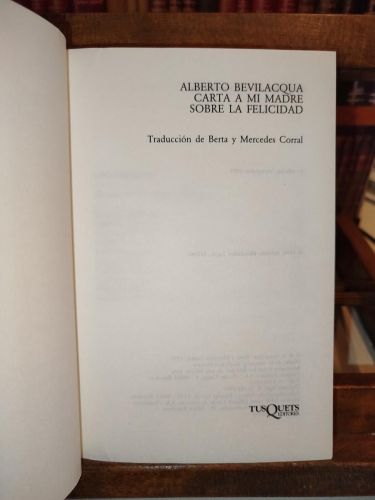 ALBERTO BEVILACQUA
CARTA A MI MADRE
SOBRE LA FELICIDAD
Traducción de Berta y Mercedes Corral
TUSQUETS
EDITORES